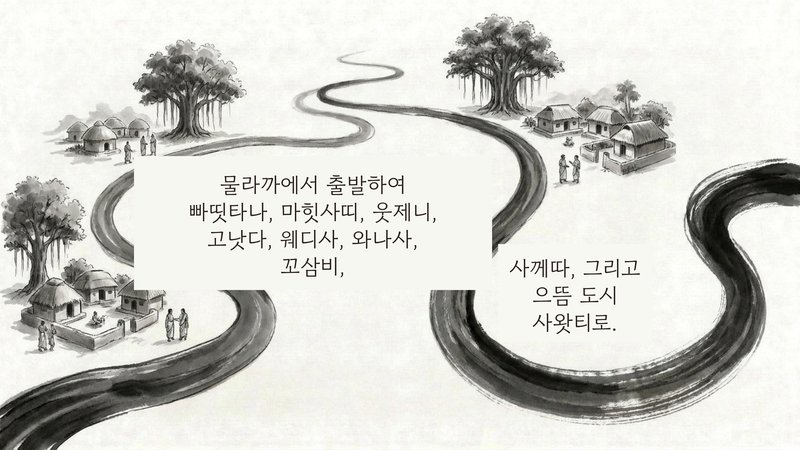 물라까에서 출발하여
빠띳타나, 마힛사띠, 웃제니,
고낫다, 웨디사, 와나사,
꼬삼비,
사께따, 그리고
으뜸 도시
사왓티로.